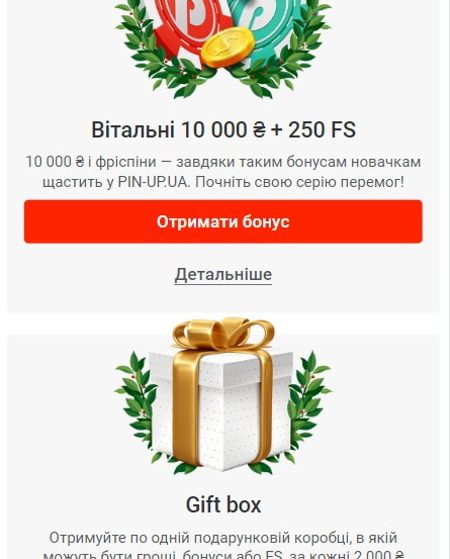 Вітальні 10 000 ₴ + 250 FS
10 000 ₴ і фріспіни — завдяки таким бонусам новачкам
щастить у PIN-UP.UA. Почніть свою серію перемог!
Отримати бонус
Детальніше
Gift box
Отримуйте по одній подарунковій коробці, в якій
можуть бути гроші, бонуси або FS, за кожні 2 000 ₴